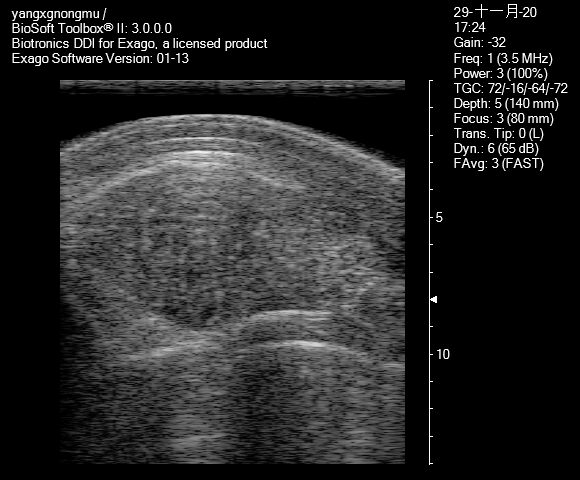 yangxgnongmu /
BioSoft Toolbox® II: 3.0.0.0
Biotronics DDI for Exago, a licensed product
Exago Software Version: 01-13
29-十一月-20
17:24
Gain: -32
Freq: 1 (3.5 MHz)
Power: 3 (100%)
TGC: 72/-16/-64/-72
Depth: 5 (140 mm)
Focus: 3 (80 mm)
Trans. Tip: 0 (L)
Dyn.: 6 (65 dB)
FAvg: 3 (FAST)
5
10